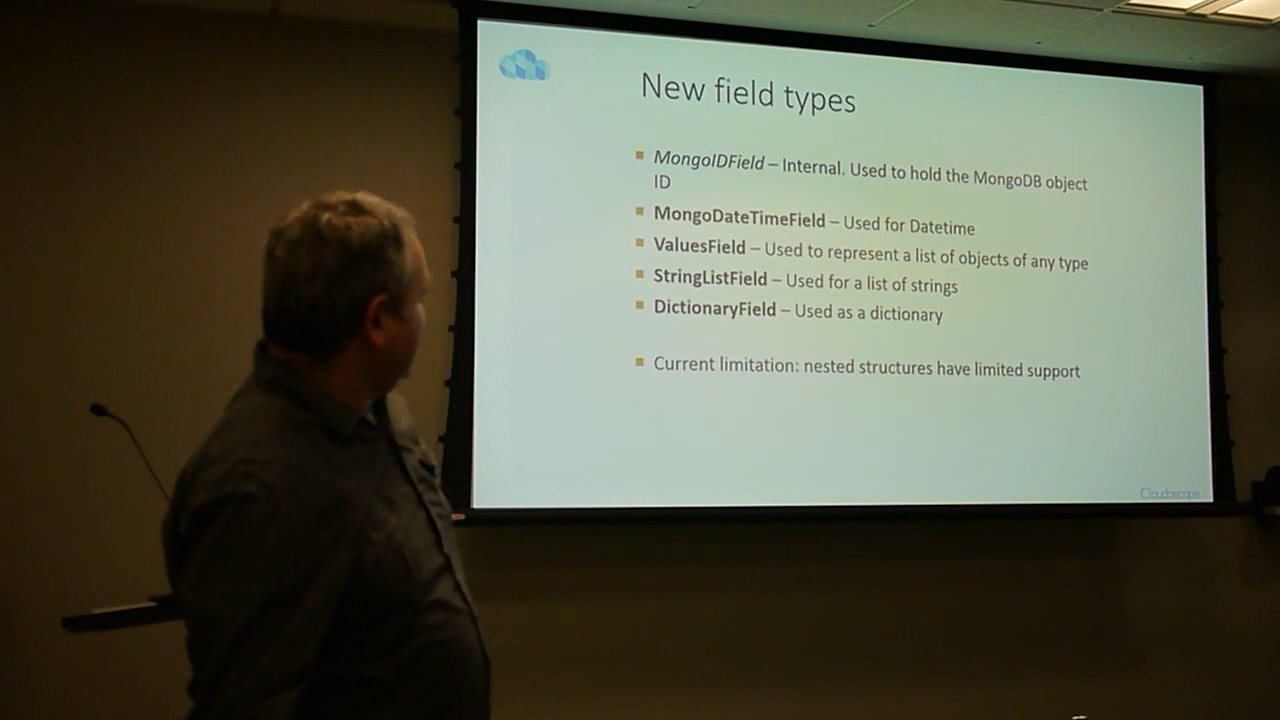 New field types
MongoIDField – Internal. Used to hold the MongoDB object
ID
MongoDateTimeField – Used for Datetime
ValuesField – Used to represent a list of objects of any type
StringListField – Used for a list of strings
DictionaryField – Used as a dictionary
Current limitation: nested structures have limited support
Cloudoscope